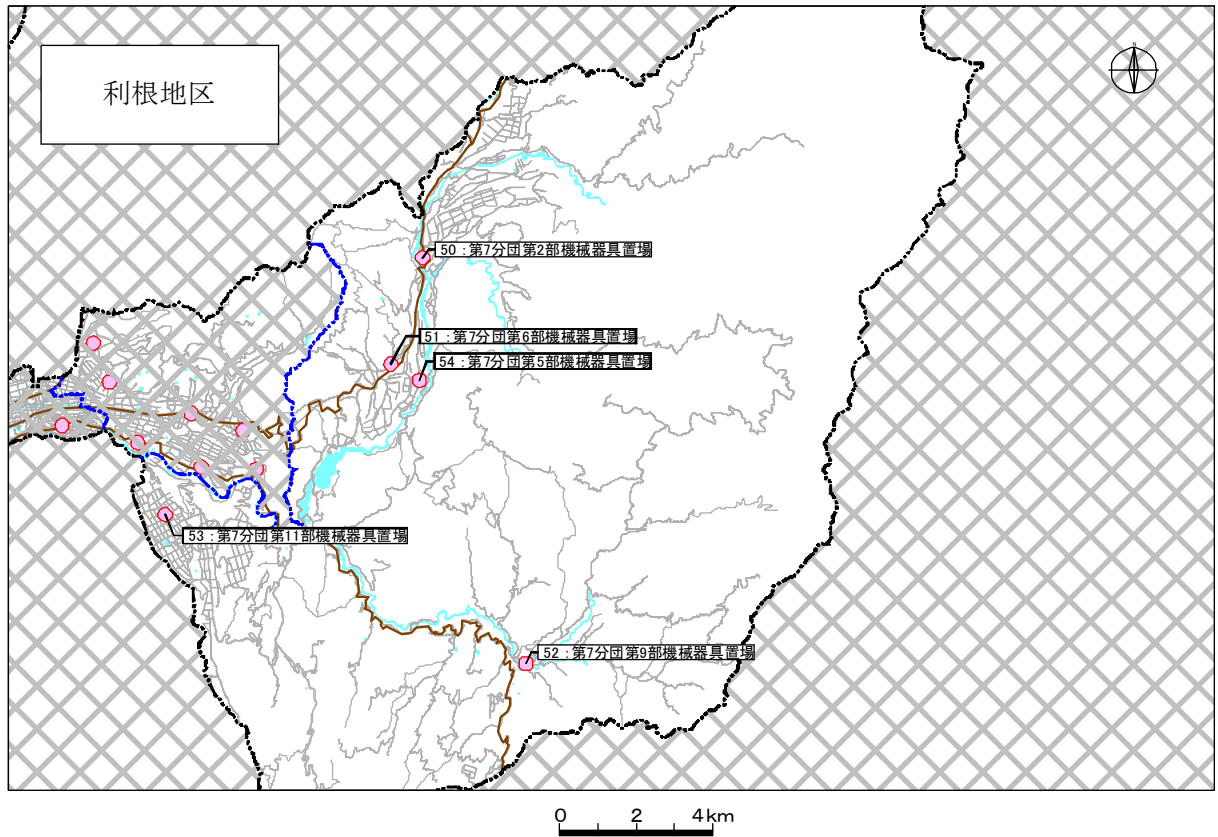 利根地区
N
50：第7分団第2部機械器具置場
51：第7分団第6部機械器具置場
54：第7分団第5部機械器具置場
53：第7分団第11部機械器具置場
52：第7分団第9部機械器具置場
0 2 4km